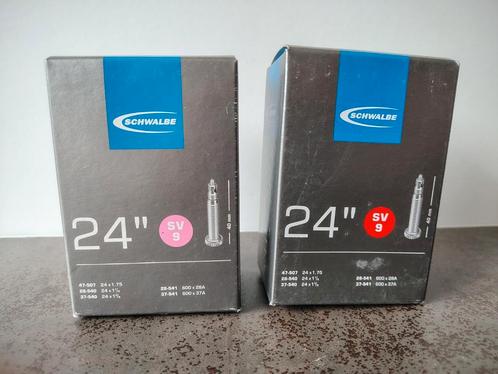 SCHWALBE
24"
SV
9
40 mm
47-507 24 x 1.75
28-540 24 x 1⅛
37-540 24 x 1⅜
28-541 600 x 28A
37-541 600 x 37A
SCHWALBE
24"
SV
9
40 mm
47-507 24 x 1.75
28-540 24 x 1⅛
37-540 24 x 1⅜
28-541 600 x 28A
37-541 600 x 37A